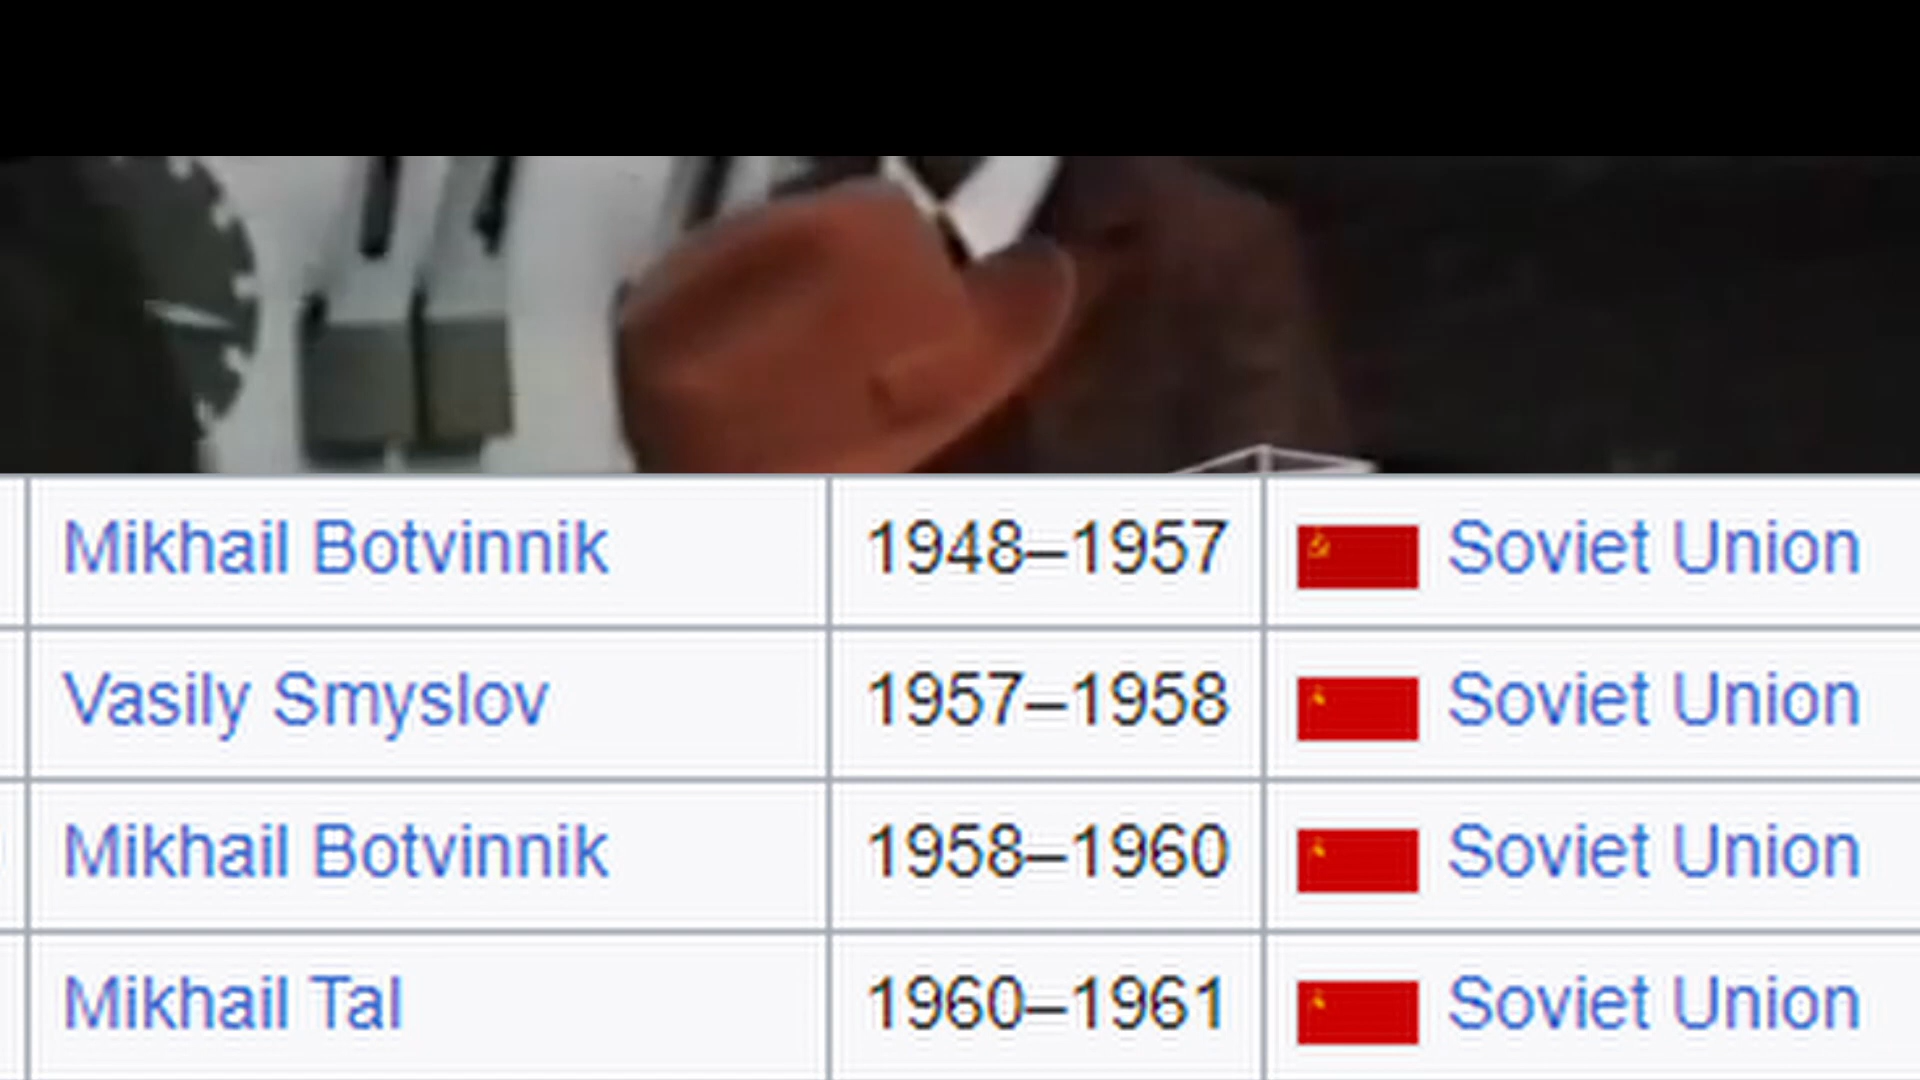 Mikhail Botvinnik 1948–1957 Soviet Union
Vasily Smyslov 1957–1958 Soviet Union
Mikhail Botvinnik 1958–1960 Soviet Union
Mikhail Tal 1960–1961 Soviet Union